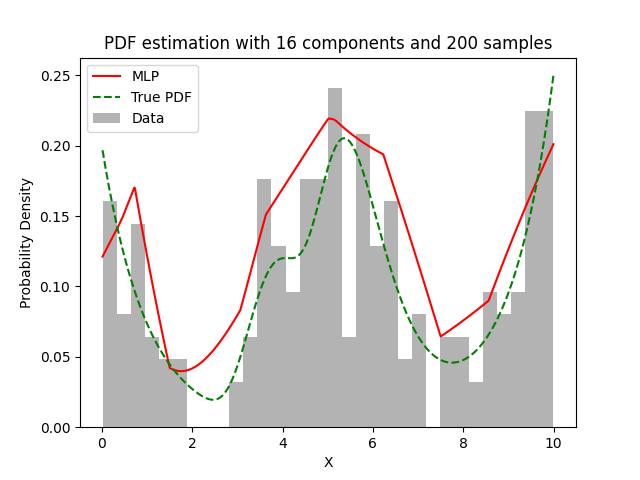 PDF estimation with 16 components and 200 samples
MLP
True PDF
Data
Probability Density
0.25
0.20
0.15
0.10
0.05
0.00
0
2
4
6
8
10
X